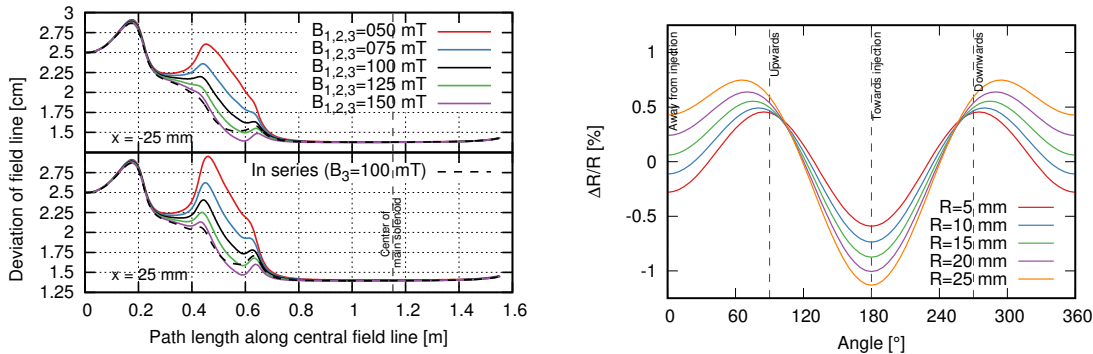 Deviation of field line [cm]
3
2.75
2.5
2.25
2
1.75
1.5
B1,2,3=050 mT
B1,2,3=075 mT
B1,2,3=100 mT
B1,2,3=125 mT
B1,2,3=150 mT
x = -25 mm
3
2.75
2.5
2.25
2
1.75
1.5
1.25
In series (B3=100 mT)
Center of
main solenoid
x = 25 mm
0 0.2 0.4 0.6 0.8 1 1.2 1.4 1.6
Path length along central field line [m]
ΔR/R [%]
1
0.5
0
-0.5
-1
Away from injection
Upwards
Towards injection
Downwards
R=5 mm
R=10 mm
R=15 mm
R=20 mm
R=25 mm
0 60 120 180 240 300 360
Angle [°]